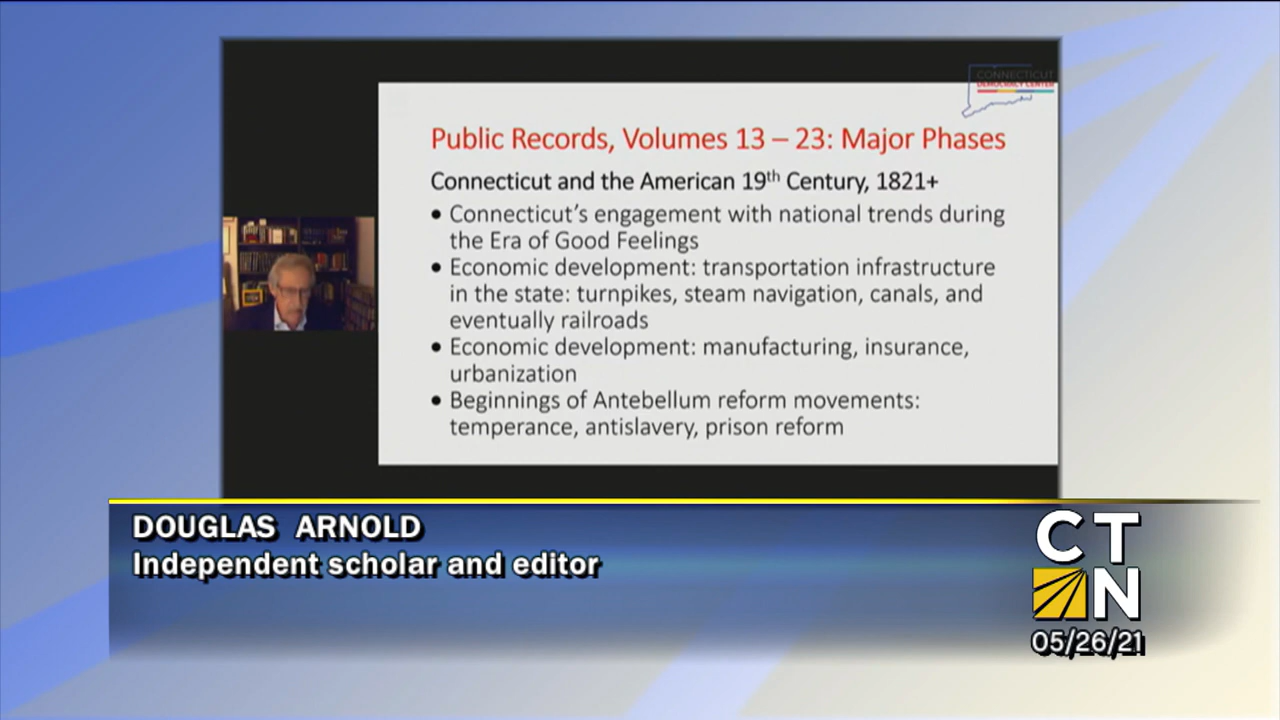 CONNECTICUT
DEMOCRACY CENTER
Public Records, Volumes 13 – 23: Major Phases
Connecticut and the American 19th Century, 1821+
• Connecticut's engagement with national trends during
the Era of Good Feelings
• Economic development: transportation infrastructure
in the state: turnpikes, steam navigation, canals, and
eventually railroads
• Economic development: manufacturing, insurance,
urbanization
• Beginnings of Antebellum reform movements:
temperance, antislavery, prison reform
DOUGLAS ARNOLD
Independent scholar and editor
CT
N
05/26/21